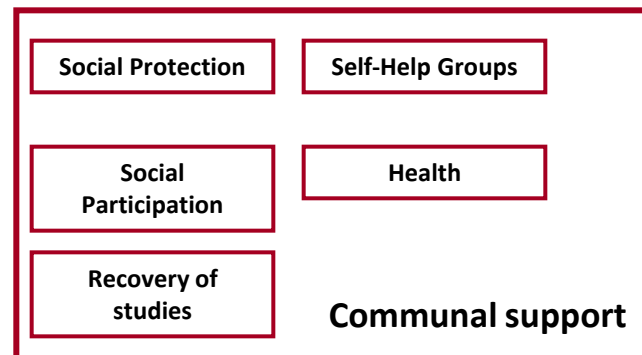 Social Protection
Self-Help Groups
Social
Participation
Health
Recovery of
studies
Communal support